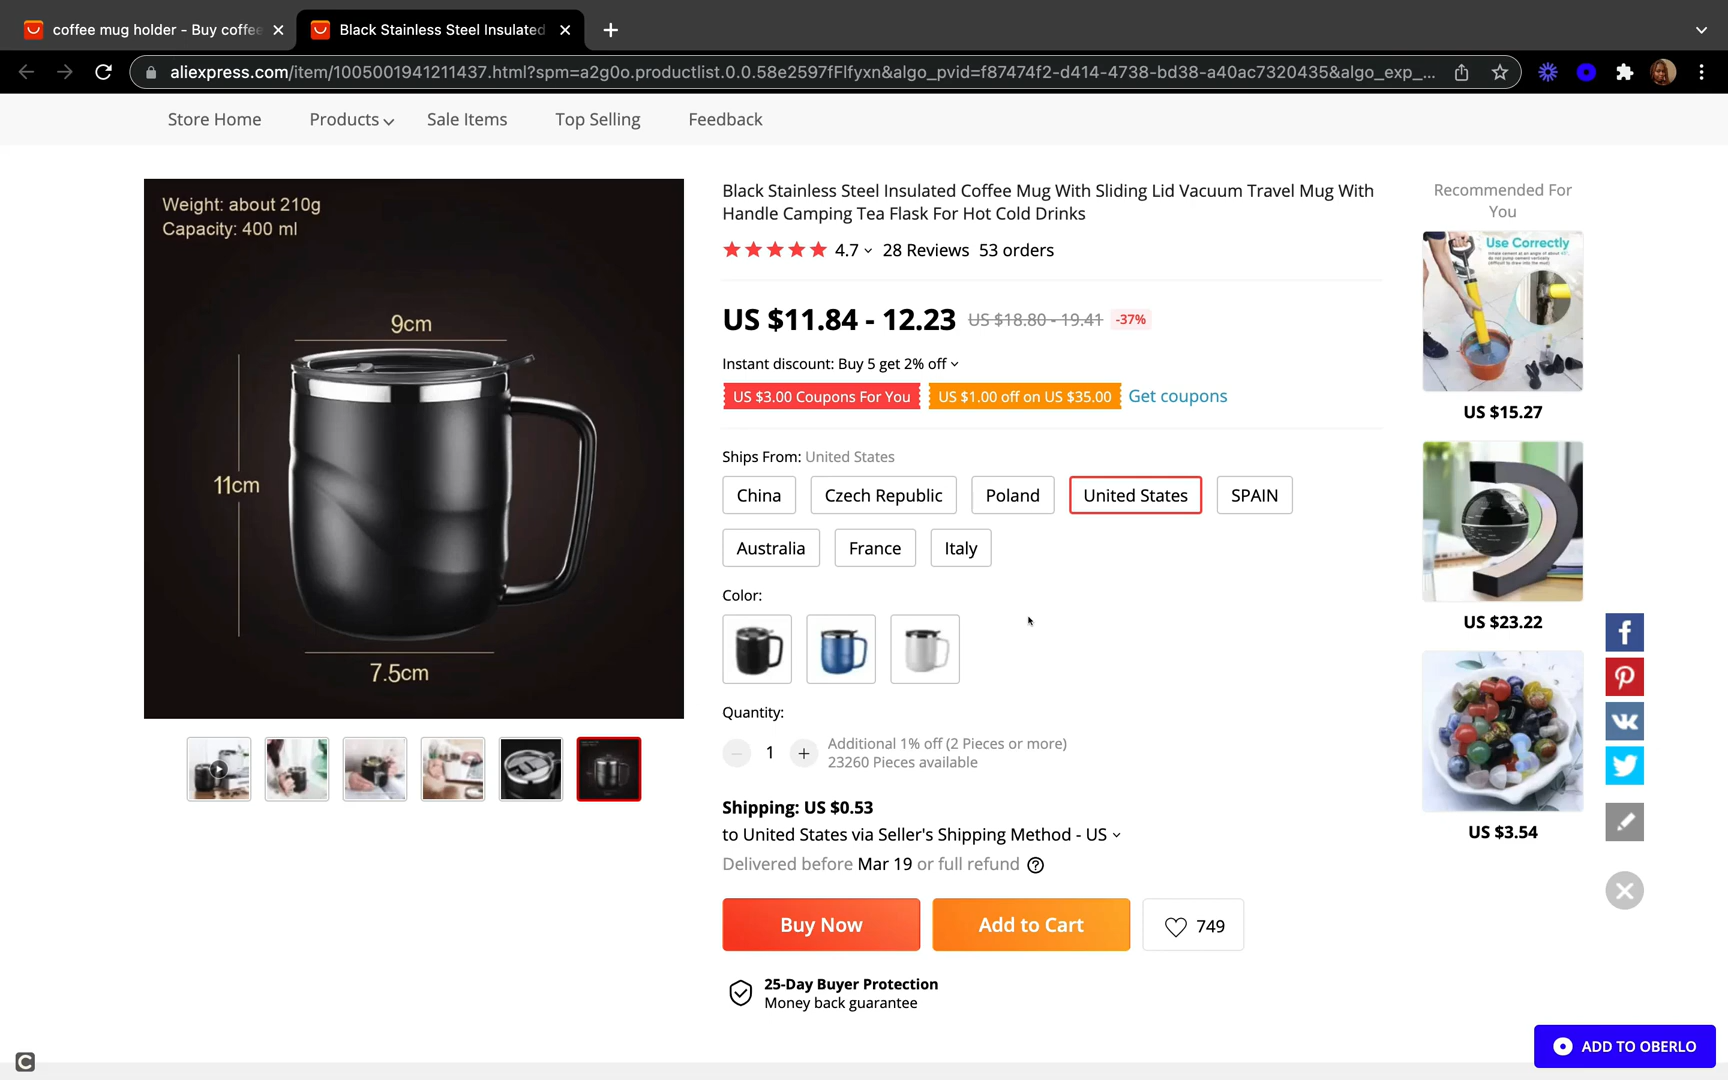 coffee mug holder - Buy coffee
Black Stainless Steel Insulated
aliexpress.com/item/1005001941211437.html?spm=a2g0o.productlist.0.0.58e2597fFlfyxn&algo_pvid=f87474f2-d414-4738-bd38-a40ac7320435&algo_exp_...
Store Home
Products
Sale Items
Top Selling
Feedback
Weight: about 210g
Capacity: 400 ml
9cm
11cm
7.5cm
Black Stainless Steel Insulated Coffee Mug With Sliding Lid Vacuum Travel Mug With
Handle Camping Tea Flask For Hot Cold Drinks
4.7 28 Reviews 53 orders
US $11.84 - 12.23 US $18.80 - 19.41 -37%
Instant discount: Buy 5 get 2% off
US $3.00 Coupons For You US $1.00 off on US $35.00 Get coupons
Ships From: United States
China Czech Republic Poland United States SPAIN
Australia France Italy
Color:
Quantity:
1
Additional 1% off (2 Pieces or more)
23260 Pieces available
Shipping: US $0.53
to United States via Seller's Shipping Method - US
Delivered before Mar 19 or full refund
Buy Now Add to Cart 749
25-Day Buyer Protection
Money back guarantee
Recommended For
You
Use Correctly
US $15.27
US $23.22
US $3.54
ADD TO OBERLO